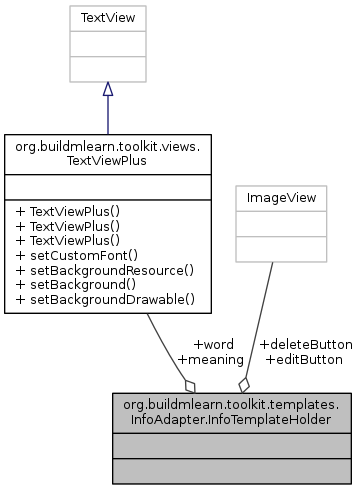 TextView
org.buildmlearn.toolkit.views.
TextViewPlus
+ TextViewPlus()
+ TextViewPlus()
+ TextViewPlus()
+ setCustomFont()
+ setBackgroundResource()
+ setBackground()
+ setBackgroundDrawable()
ImageView
+word
+meaning
+deleteButton
+editButton
org.buildmlearn.toolkit.templates.
InfoAdapter.InfoTemplateHolder